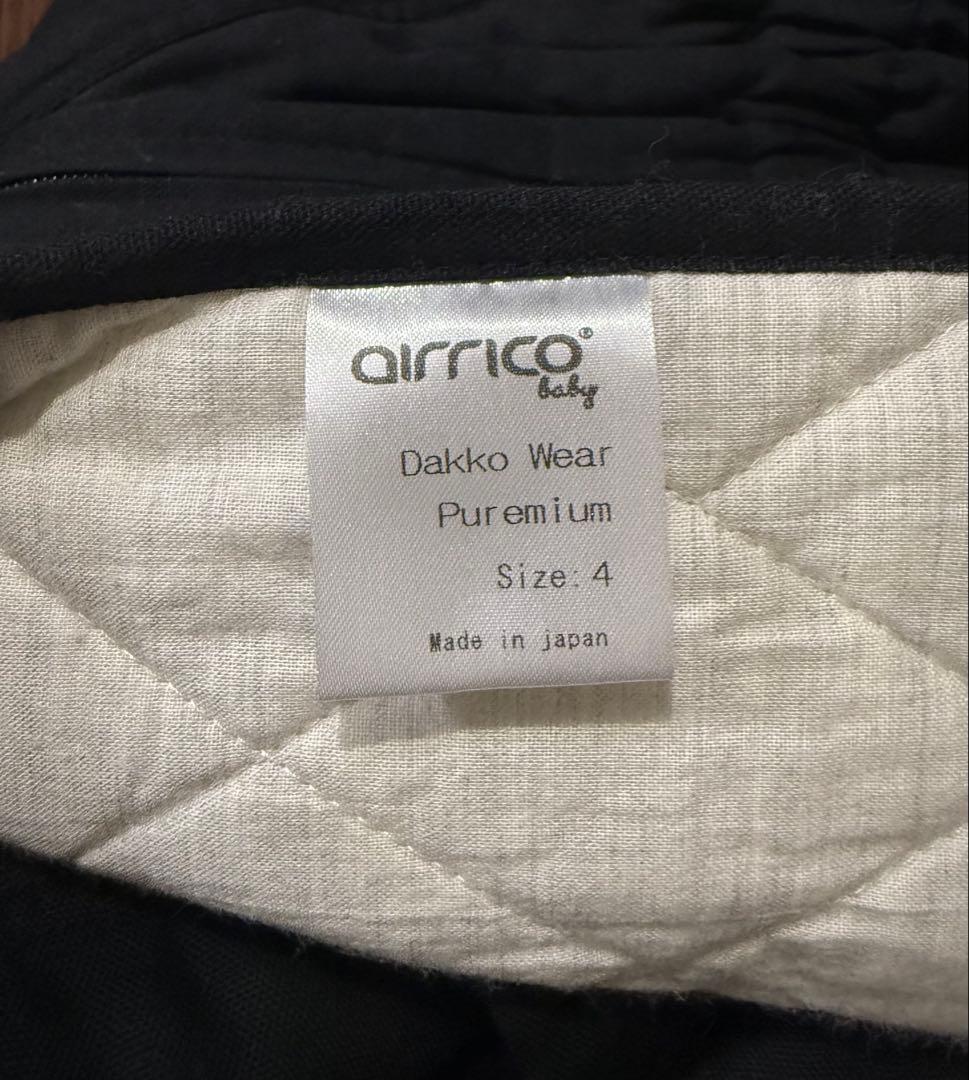 airrico®
baby
Dakko Wear
Puremium
Size:4
Made in japan